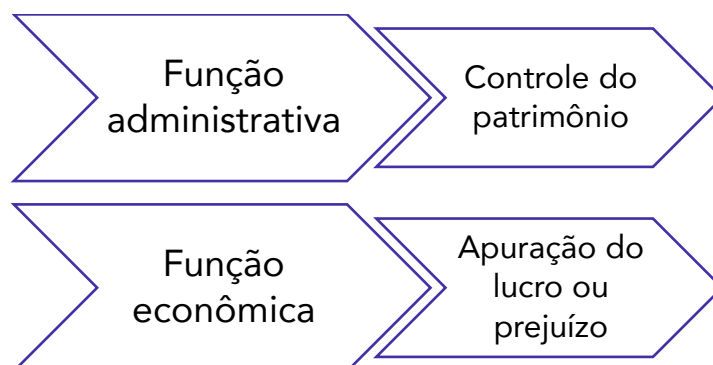 Função
administrativa
Controle do
patrimônio
Função
econômica
Apuração do
lucro ou
prejuízo